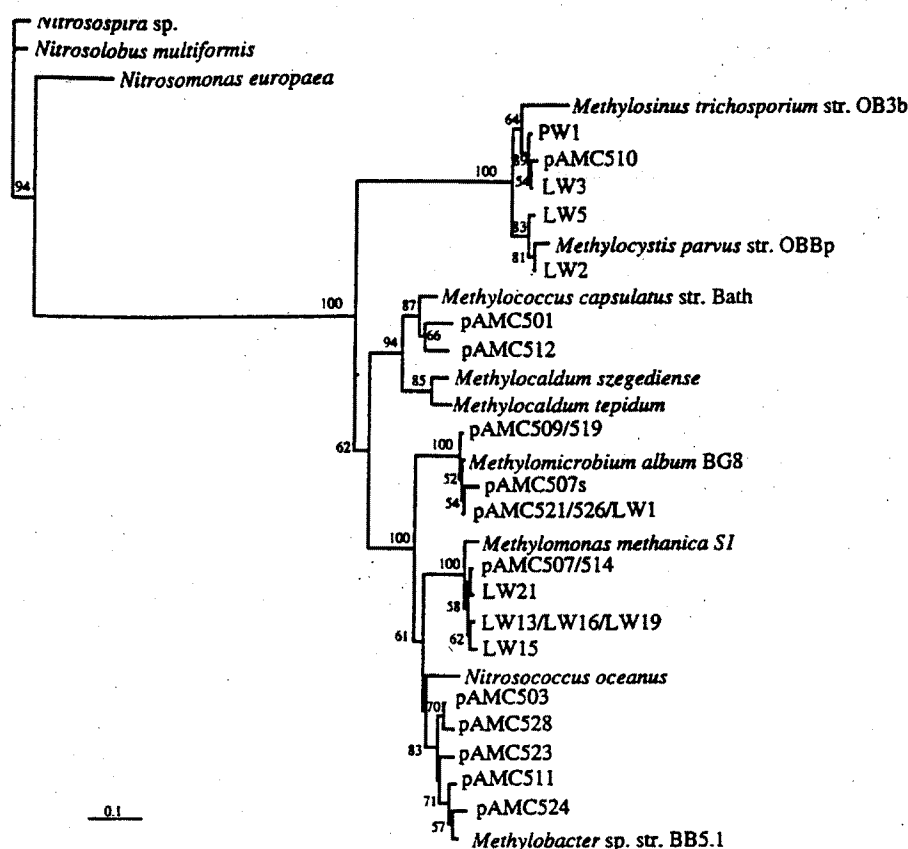 Nitrosospira sp.
Nitrosolobus multiformis
Nitrosomonas europaea
Methylosinus trichosporium str. OB3b
64
PW1
89
pAMC510
100
54
LW3
94
LW5
83
Methylocystis parvus str. OBBp
81
LW2
100
87
Methylococcus capsulatus str. Bath
pAMC501
66
94
pAMC512
85
Methylocaldum szegediense
Methylocaldum tepidum
pAMC509/519
100
62
Methylomicrobium album BG8
52
pAMC507s
54
pAMC521/526/LW1
100
Methylomonas methanica S1
100
pAMC507/514
LW21
58
LW13/LW16/LW19
61
62
LW15
Nitrosococcus oceanus
pAMC503
70
pAMC528
83
pAMC523
pAMC511
71
pAMC524
0.1
57
Methylobacter sp. str. BB5.1